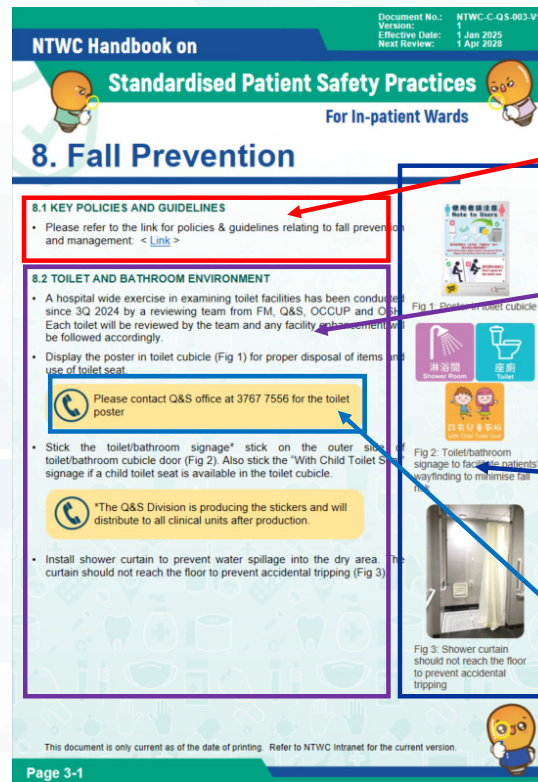 Document No.: NTWC-C-QS-003-V1
Version: 1
Effective Date: 1 Jan 2025
Next Review: 1 Apr 2028
NTWC Handbook on
Standardised Patient Safety Practices
For In-patient Wards
8. Fall Prevention
8.1 KEY POLICIES AND GUIDELINES
• Please refer to the link for policies & guidelines relating to fall prevention
and management: < Link >
8.2 TOILET AND BATHROOM ENVIRONMENT
• A hospital wide exercise in examining toilet facilities has been conducted
since 3Q 2024 by a reviewing team from FM, Q&S, OCCUP and OSH.
Each toilet will be reviewed by the team and any facility enhancement will
be followed accordingly.
• Display the poster in toilet cubicle (Fig 1) for proper disposal of items and
use of toilet seat.
Please contact Q&S office at 3767 7556 for the toilet
poster
• Stick the toilet/bathroom signage* stick on the outer side of
toilet/bathroom cubicle door (Fig 2). Also stick the "With Child Toilet Seat"
signage if a child toilet seat is available in the toilet cubicle.
*The Q&S Division is producing the stickers and will
distribute to all clinical units after production.
• Install shower curtain to prevent water spillage into the dry area. The
curtain should not reach the floor to prevent accidental tripping (Fig 3)
使用者請注意
Note to Users
Fig 1: Poster in toilet cubicle
淋浴間
Shower Room
座廁
Toilet
設有兒童廁板
With Child Toilet Seat
Fig 2: Toilet/bathroom
signage to facilitate patients'
wayfinding to minimise fall
risk
Fig 3: Shower curtain
should not reach the floor
to prevent accidental
tripping
This document is only current as of the date of printing. Refer to NTWC Intranet for the current version.
Page 3-1